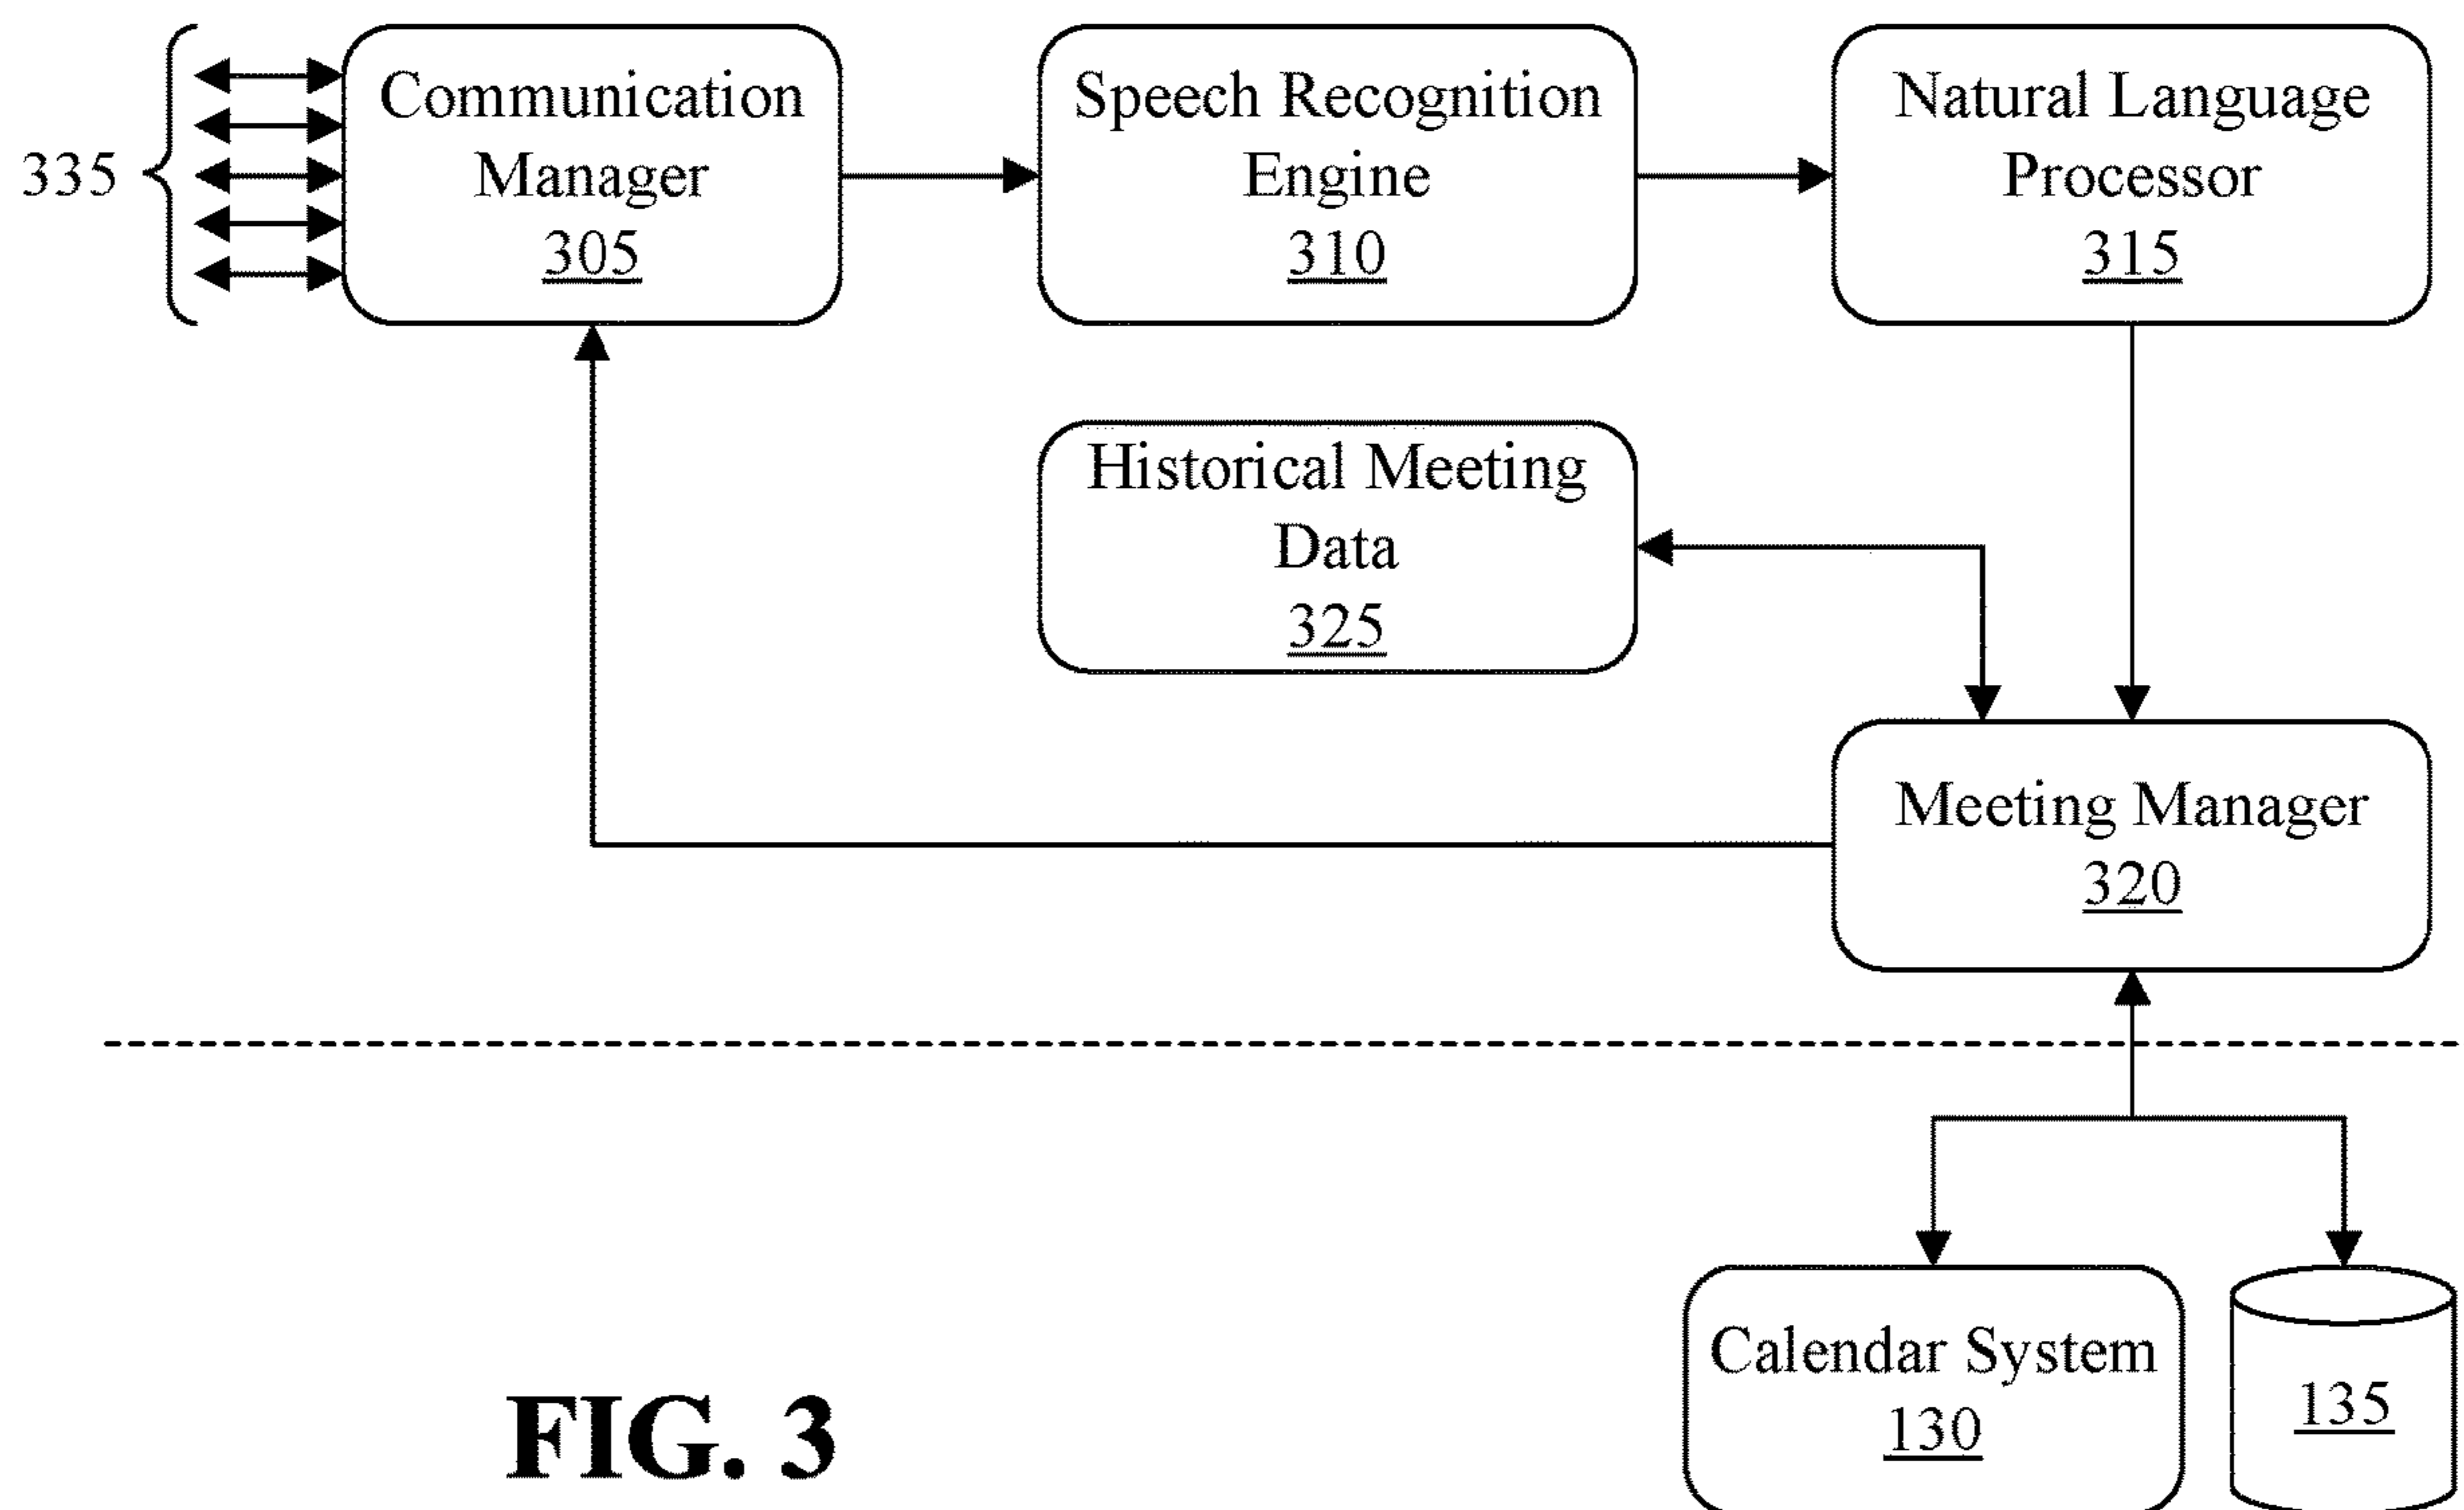 335
Communication
Manager
305
Speech Recognition
Engine
310
Natural Language
Processor
315
Historical Meeting
Data
325
Meeting Manager
320
Calendar System
130
135
FIG. 3